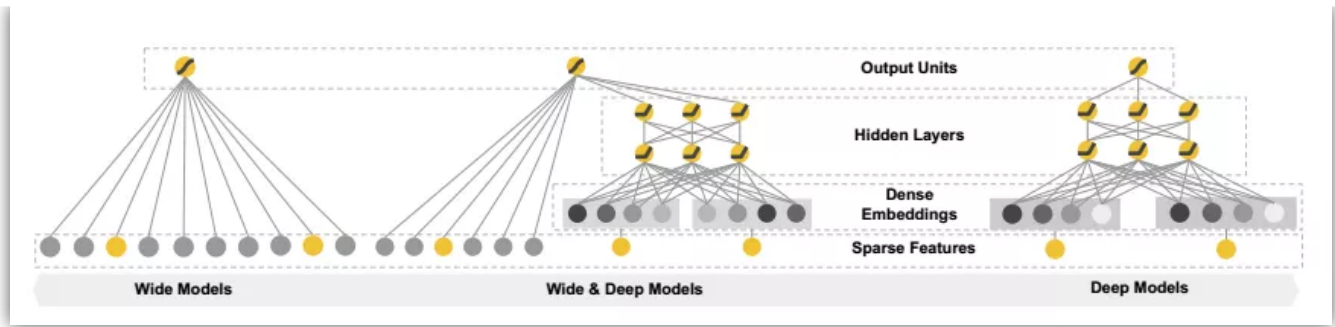 Output Units
Hidden Layers
Dense
Embeddings
Sparse Features
Wide Models
Wide & Deep Models
Deep Models